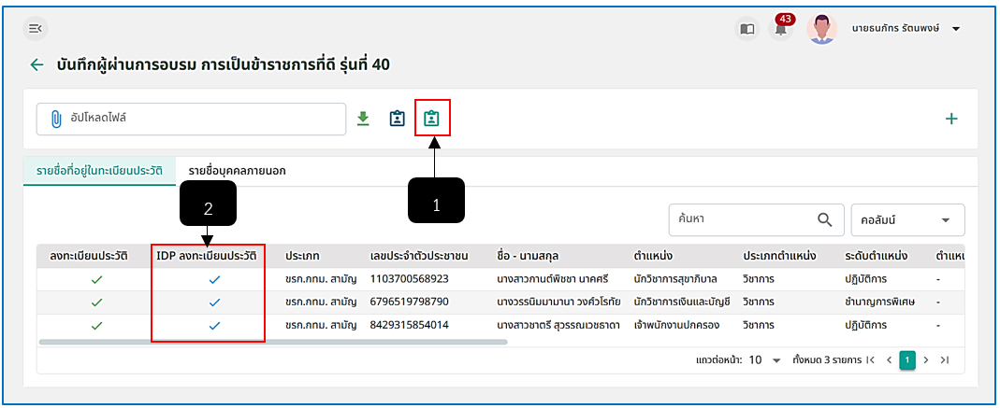 43
นายธนภัทร รัตนพงษ์
บันทึกผู้ผ่านการอบรม การเป็นข้าราชการที่ดี รุ่นที่ 40
อัปโหลดไฟล์
รายชื่อที่อยู่ในทะเบียนประวัติ รายชื่อบุคคลภายนอก
2
1
ค้นหา คอลัมน์
ลงทะเบียนประวัติ IDP ลงทะเบียนประวัติ ประเภท เลขประจำตัวประชาชน ชื่อ - นามสกุล ตำแหน่ง ประเภทตำแหน่ง ระดับตำแหน่ง ตำแหน
ขรก.กทม. สามัญ 1103700568923 นางสาวกานต์พิชชา นาคศรี นักวิชาการสุขาภิบาล วิชาการ ปฏิบัติการ -
ขรก.กทม. สามัญ 6796519798790 นางวรรนิมมามานา วงศ์วโรทัย นักวิชาการเงินและบัญชี วิชาการ ชำนาญการพิเศษ -
ขรก.กทม. สามัญ 8429315854014 นางสาวชาตรี สุวรรณเวชธาดา เจ้าพนักงานปกครอง วิชาการ ปฏิบัติการ -
แถวต่อหน้า: 10 ทั้งหมด 3 รายการ 1